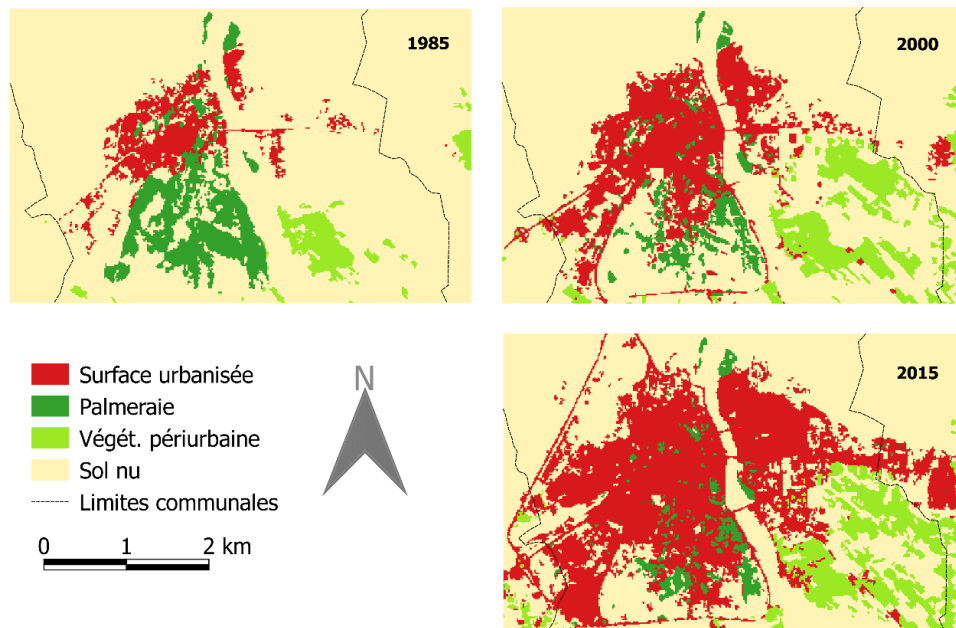 1985
2000
2015
Surface urbanisée
Palmeraie
Végét. périurbaine
Sol nu
Limites communales
N
0 1 2 km